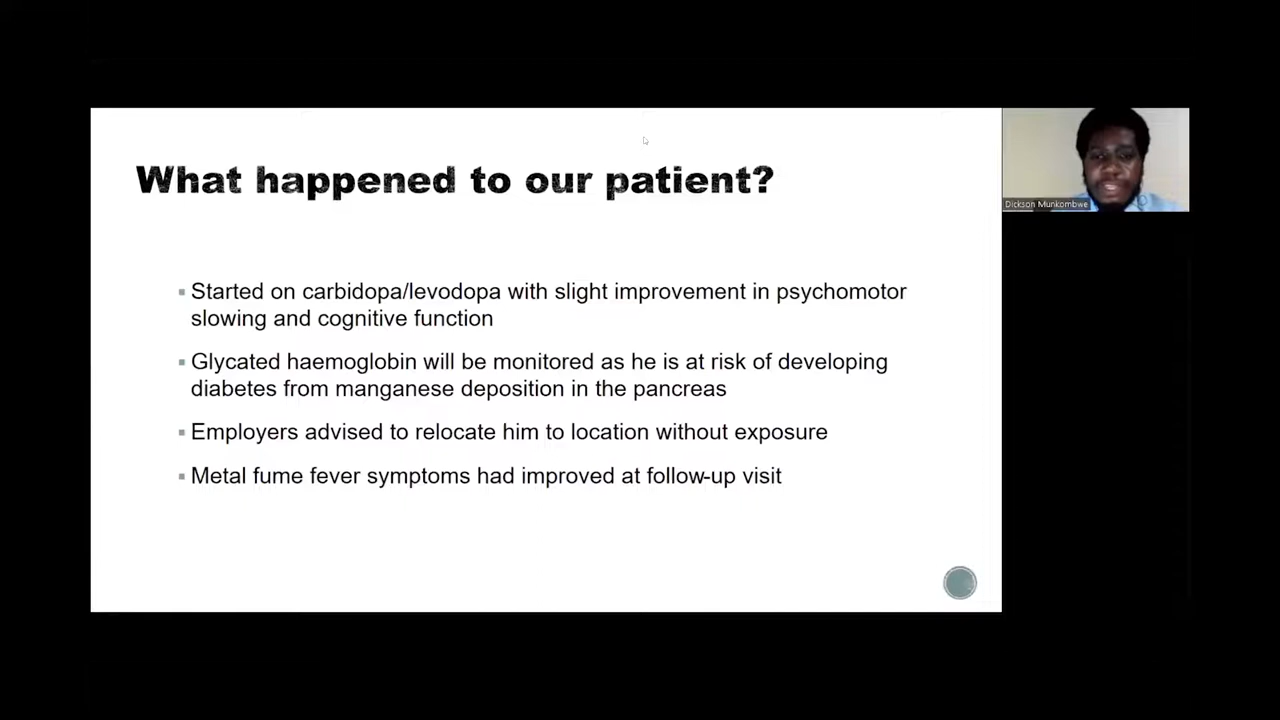 What happened to our patient?
Started on carbidopa/levodopa with slight improvement in psychomotor
slowing and cognitive function
Glycated haemoglobin will be monitored as he is at risk of developing
diabetes from manganese deposition in the pancreas
Employers advised to relocate him to location without exposure
Metal fume fever symptoms had improved at follow-up visit
Dickson Munkombwe